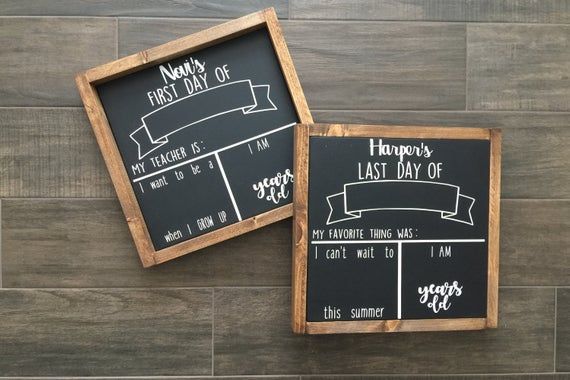 Novi's
FIRST DAY OF
MY TEACHER IS:
I want to be a
when I GROW UP
I AM
years
old
Harper's
LAST DAY OF
MY FAVORITE THING WAS:
I can't wait to
this summer
I AM
years
old